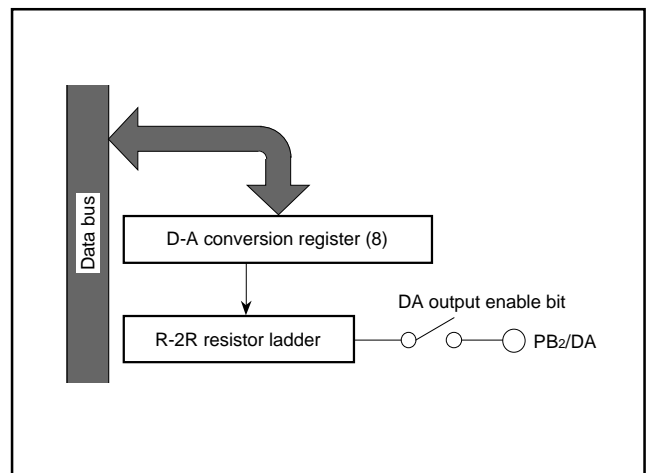 Data bus
D-A conversion register (8)
DA output enable bit
R-2R resistor ladder
PB2/DA